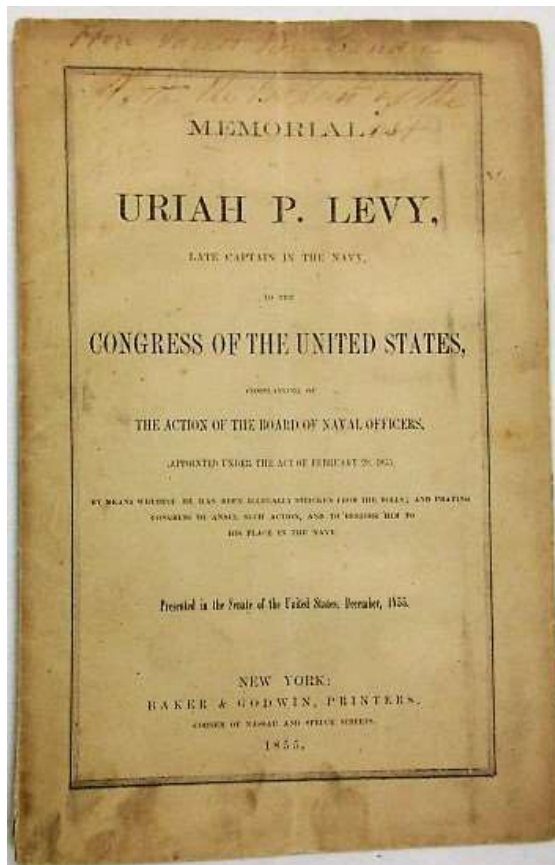 MEMORIAL
URIAH P. LEVY,
LATE CAPTAIN IN THE NAVY,
TO THE
CONGRESS OF THE UNITED STATES,
COMPLAINING OF
THE ACTION OF THE BOARD OF NAVAL OFFICERS,
APPOINTED UNDER THE ACT OF FEBRUARY 28, 1855,
BY MEANS WHEREOF HE HAS BEEN ILLEGALLY STRICKEN FROM THE ROLLS; AND PRAYING
CONGRESS TO ANNUL SUCH ACTION, AND TO RESTORE HIM TO
HIS PLACE IN THE NAVY.
Presented in the Senate of the United States, December, 1855.
NEW YORK:
BAKER & GODWIN, PRINTERS,
CORNER OF NASSAU AND SPRUCE STREETS.
1855.